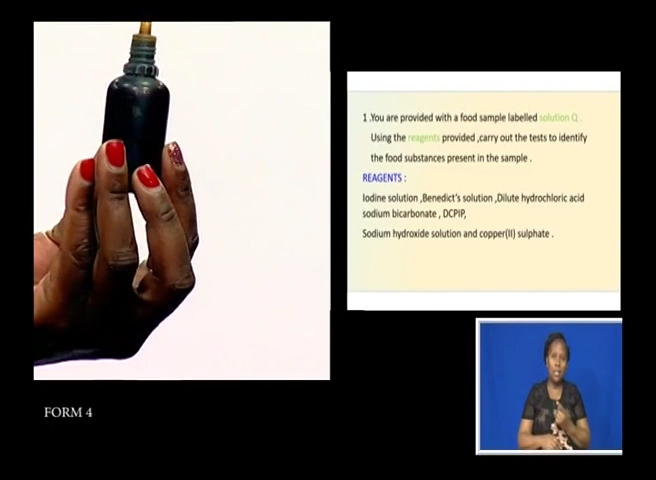 1 .You are provided with a food sample labelled solution Q .
Using the reagents provided ,carry out the tests to identify
the food substances present in the sample .
REAGENTS :
Iodine solution ,Benedict's solution ,Dilute hydrochloric acid
sodium bicarbonate , DCPIP,
Sodium hydroxide solution and copper(II) sulphate .
FORM 4